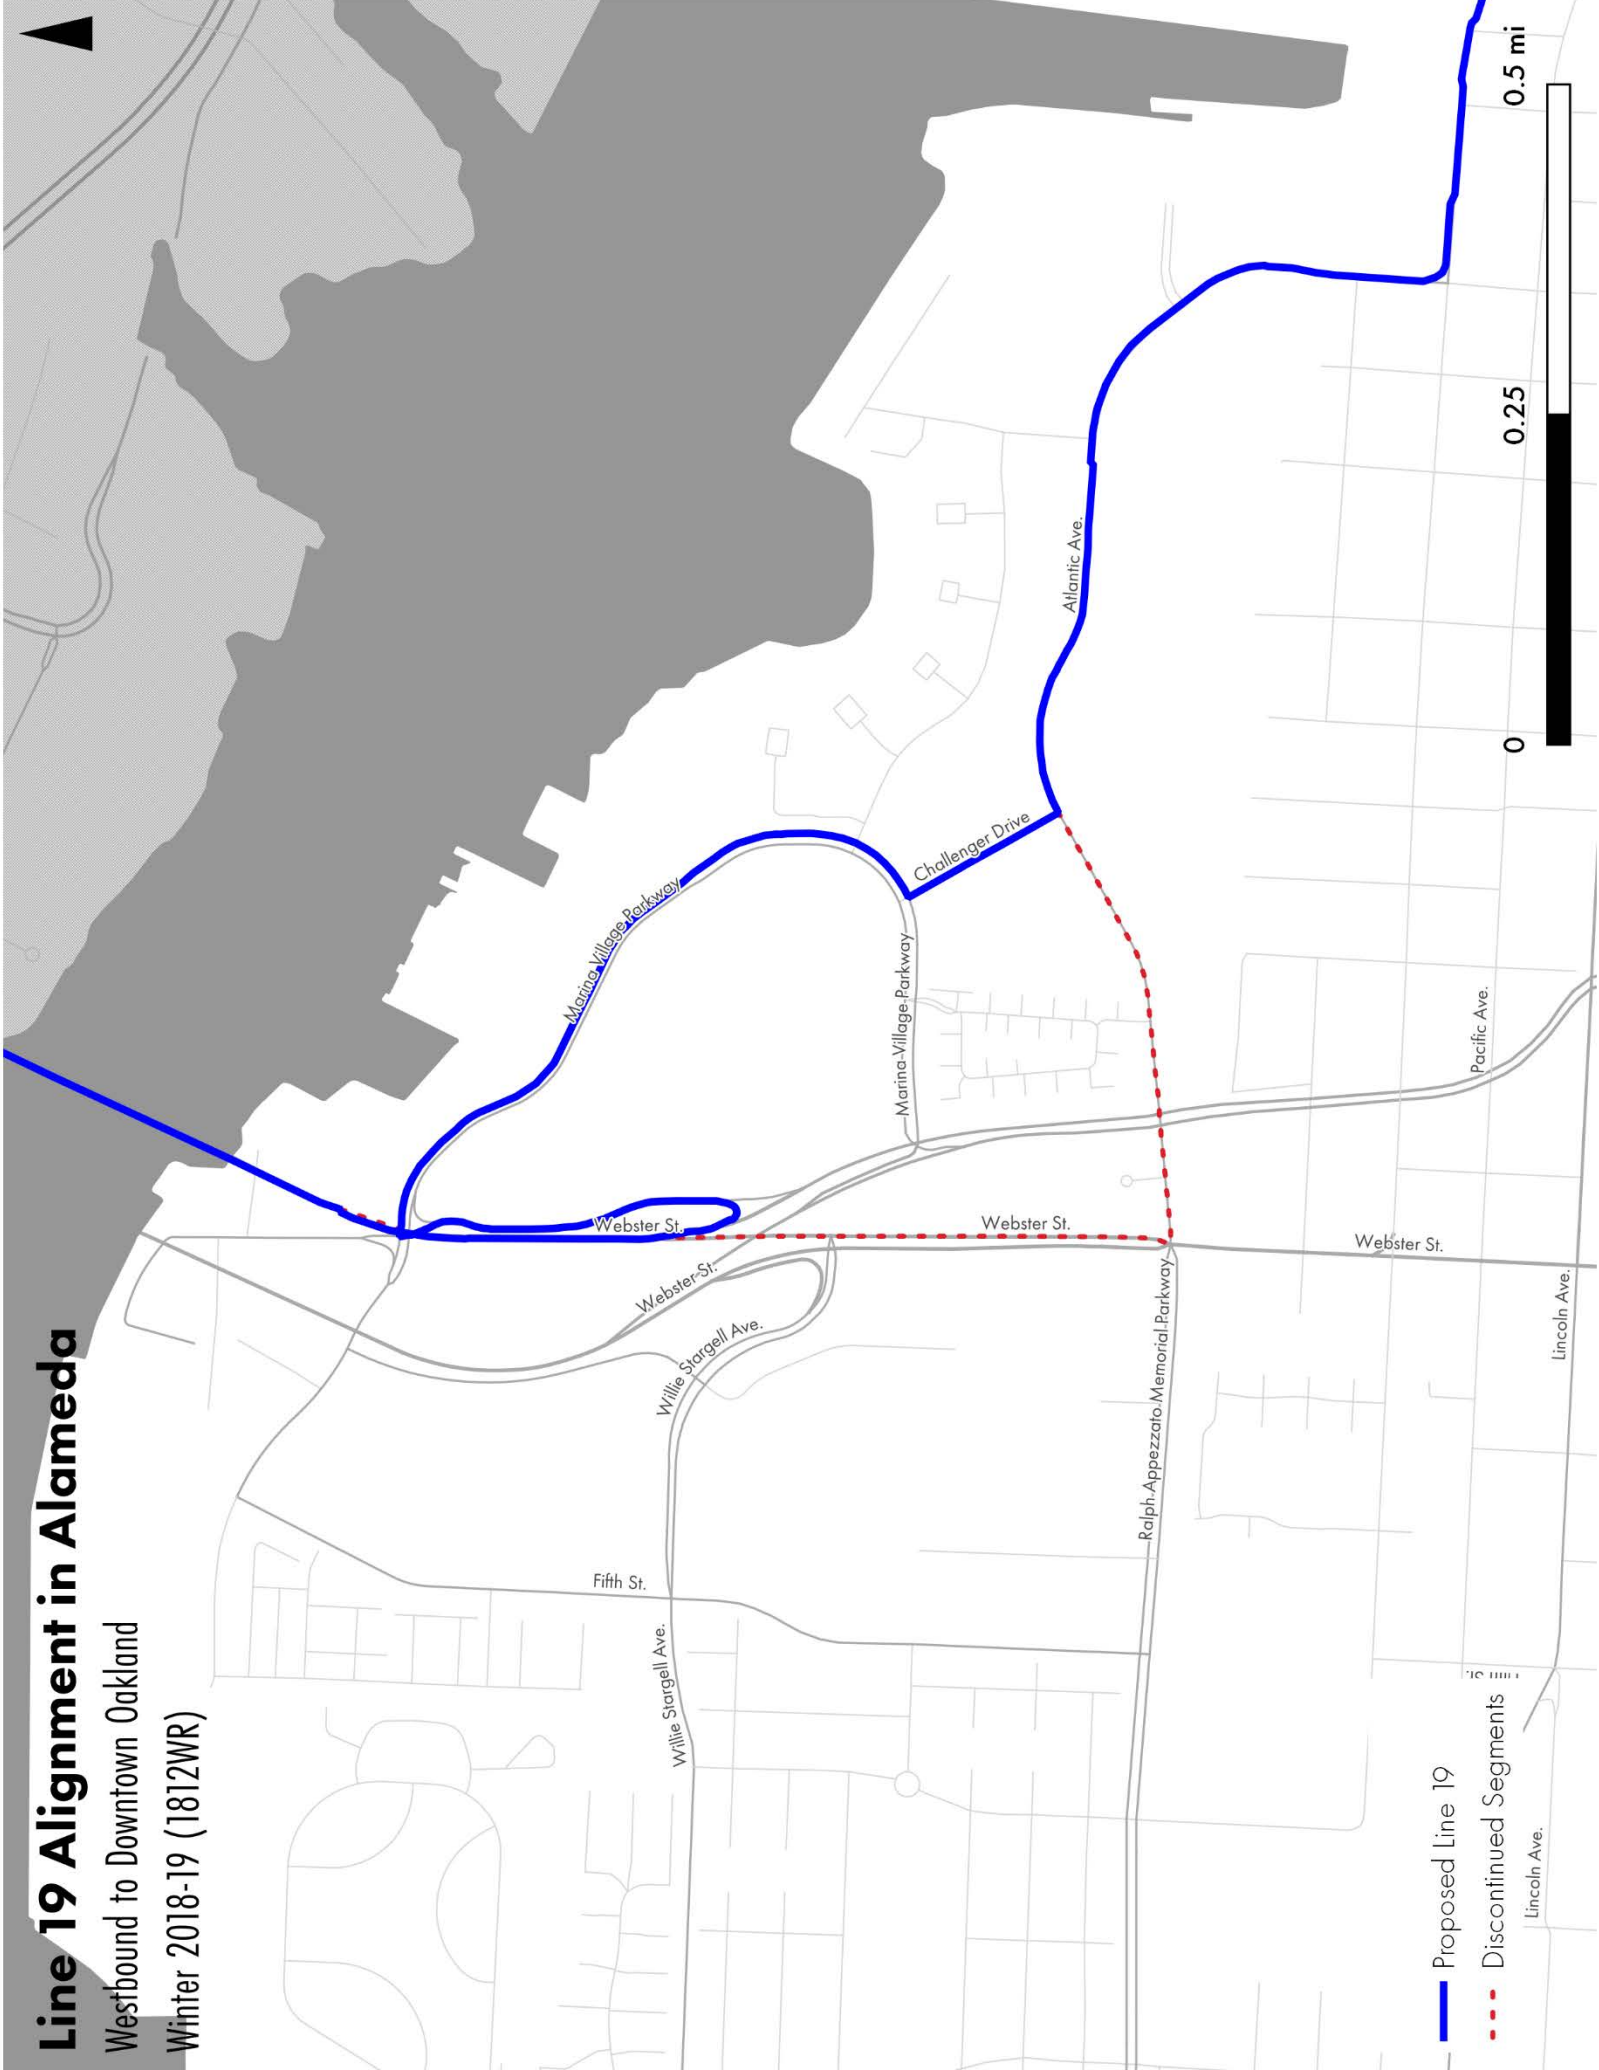 Line 19 Alignment in Alameda
Westbound to Downtown Oakland
Winter 2018-19 (1812WR)
Marina Village Parkway
Webster St.
Webster St.
Willie Stargell Ave.
Fifth St.
Willie Stargell Ave.
Marina Village Parkway
Challenger Drive
Atlantic Ave.
Webster St.
Ralph Appezzato Memorial Parkway
Webster St.
Pacific Ave.
Lincoln Ave.
Lincoln Ave.
Proposed Line 19
Discontinued Segments
0 0.25 0.5 mi